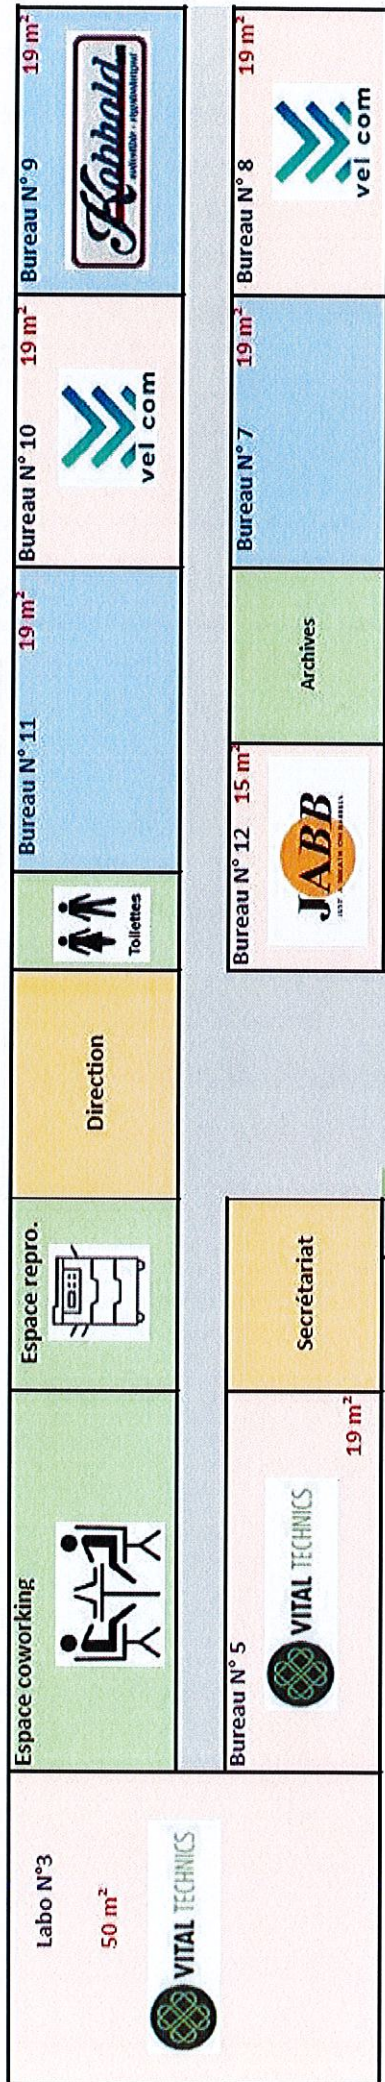 Labo N°3
50 m²
VITAL TECHNICS
Espace coworking
Espace repro.
Direction
Toilettes
Bureau N° 11 19 m²
Bureau N° 10 19 m²
vel com
Bureau N° 9 19 m²
Kobbold
Bureau N° 5
VITAL TECHNICS
19 m²
Secrétariat
Bureau N° 12 15 m²
JABB
Archives
Bureau N° 7 19 m²
Bureau N° 8 19 m²
vel com